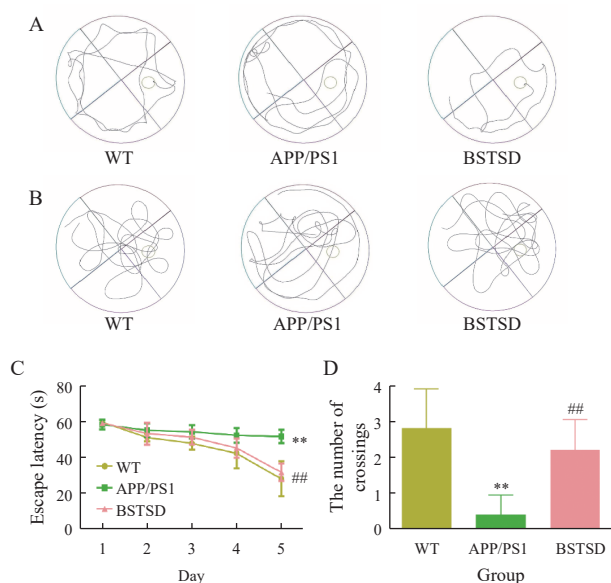 A
WT APP/PS1 BSTSD
B
WT APP/PS1 BSTSD
C
Escape latency (s)
80
60
40
20
0
**
##
WT
APP/PS1
BSTSD
1 2 3 4 5
Day
D
The number of
crossings
4
3
2
1
0
**
##
WT APP/PS1 BSTSD
Group